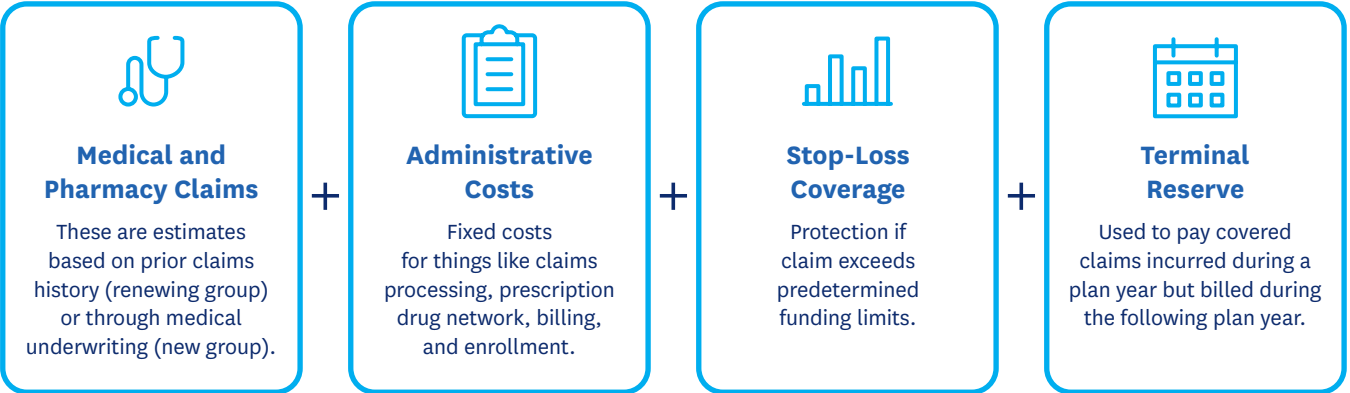 Medical and
Pharmacy Claims
These are estimates
based on prior claims
history (renewing group)
or through medical
underwriting (new group).
+
Administrative
Costs
Fixed costs
for things like claims
processing, prescription
drug network, billing,
and enrollment.
+
Stop-Loss
Coverage
Protection if
claim exceeds
predetermined
funding limits.
+
Terminal
Reserve
Used to pay covered
claims incurred during a
plan year but billed during
the following plan year.